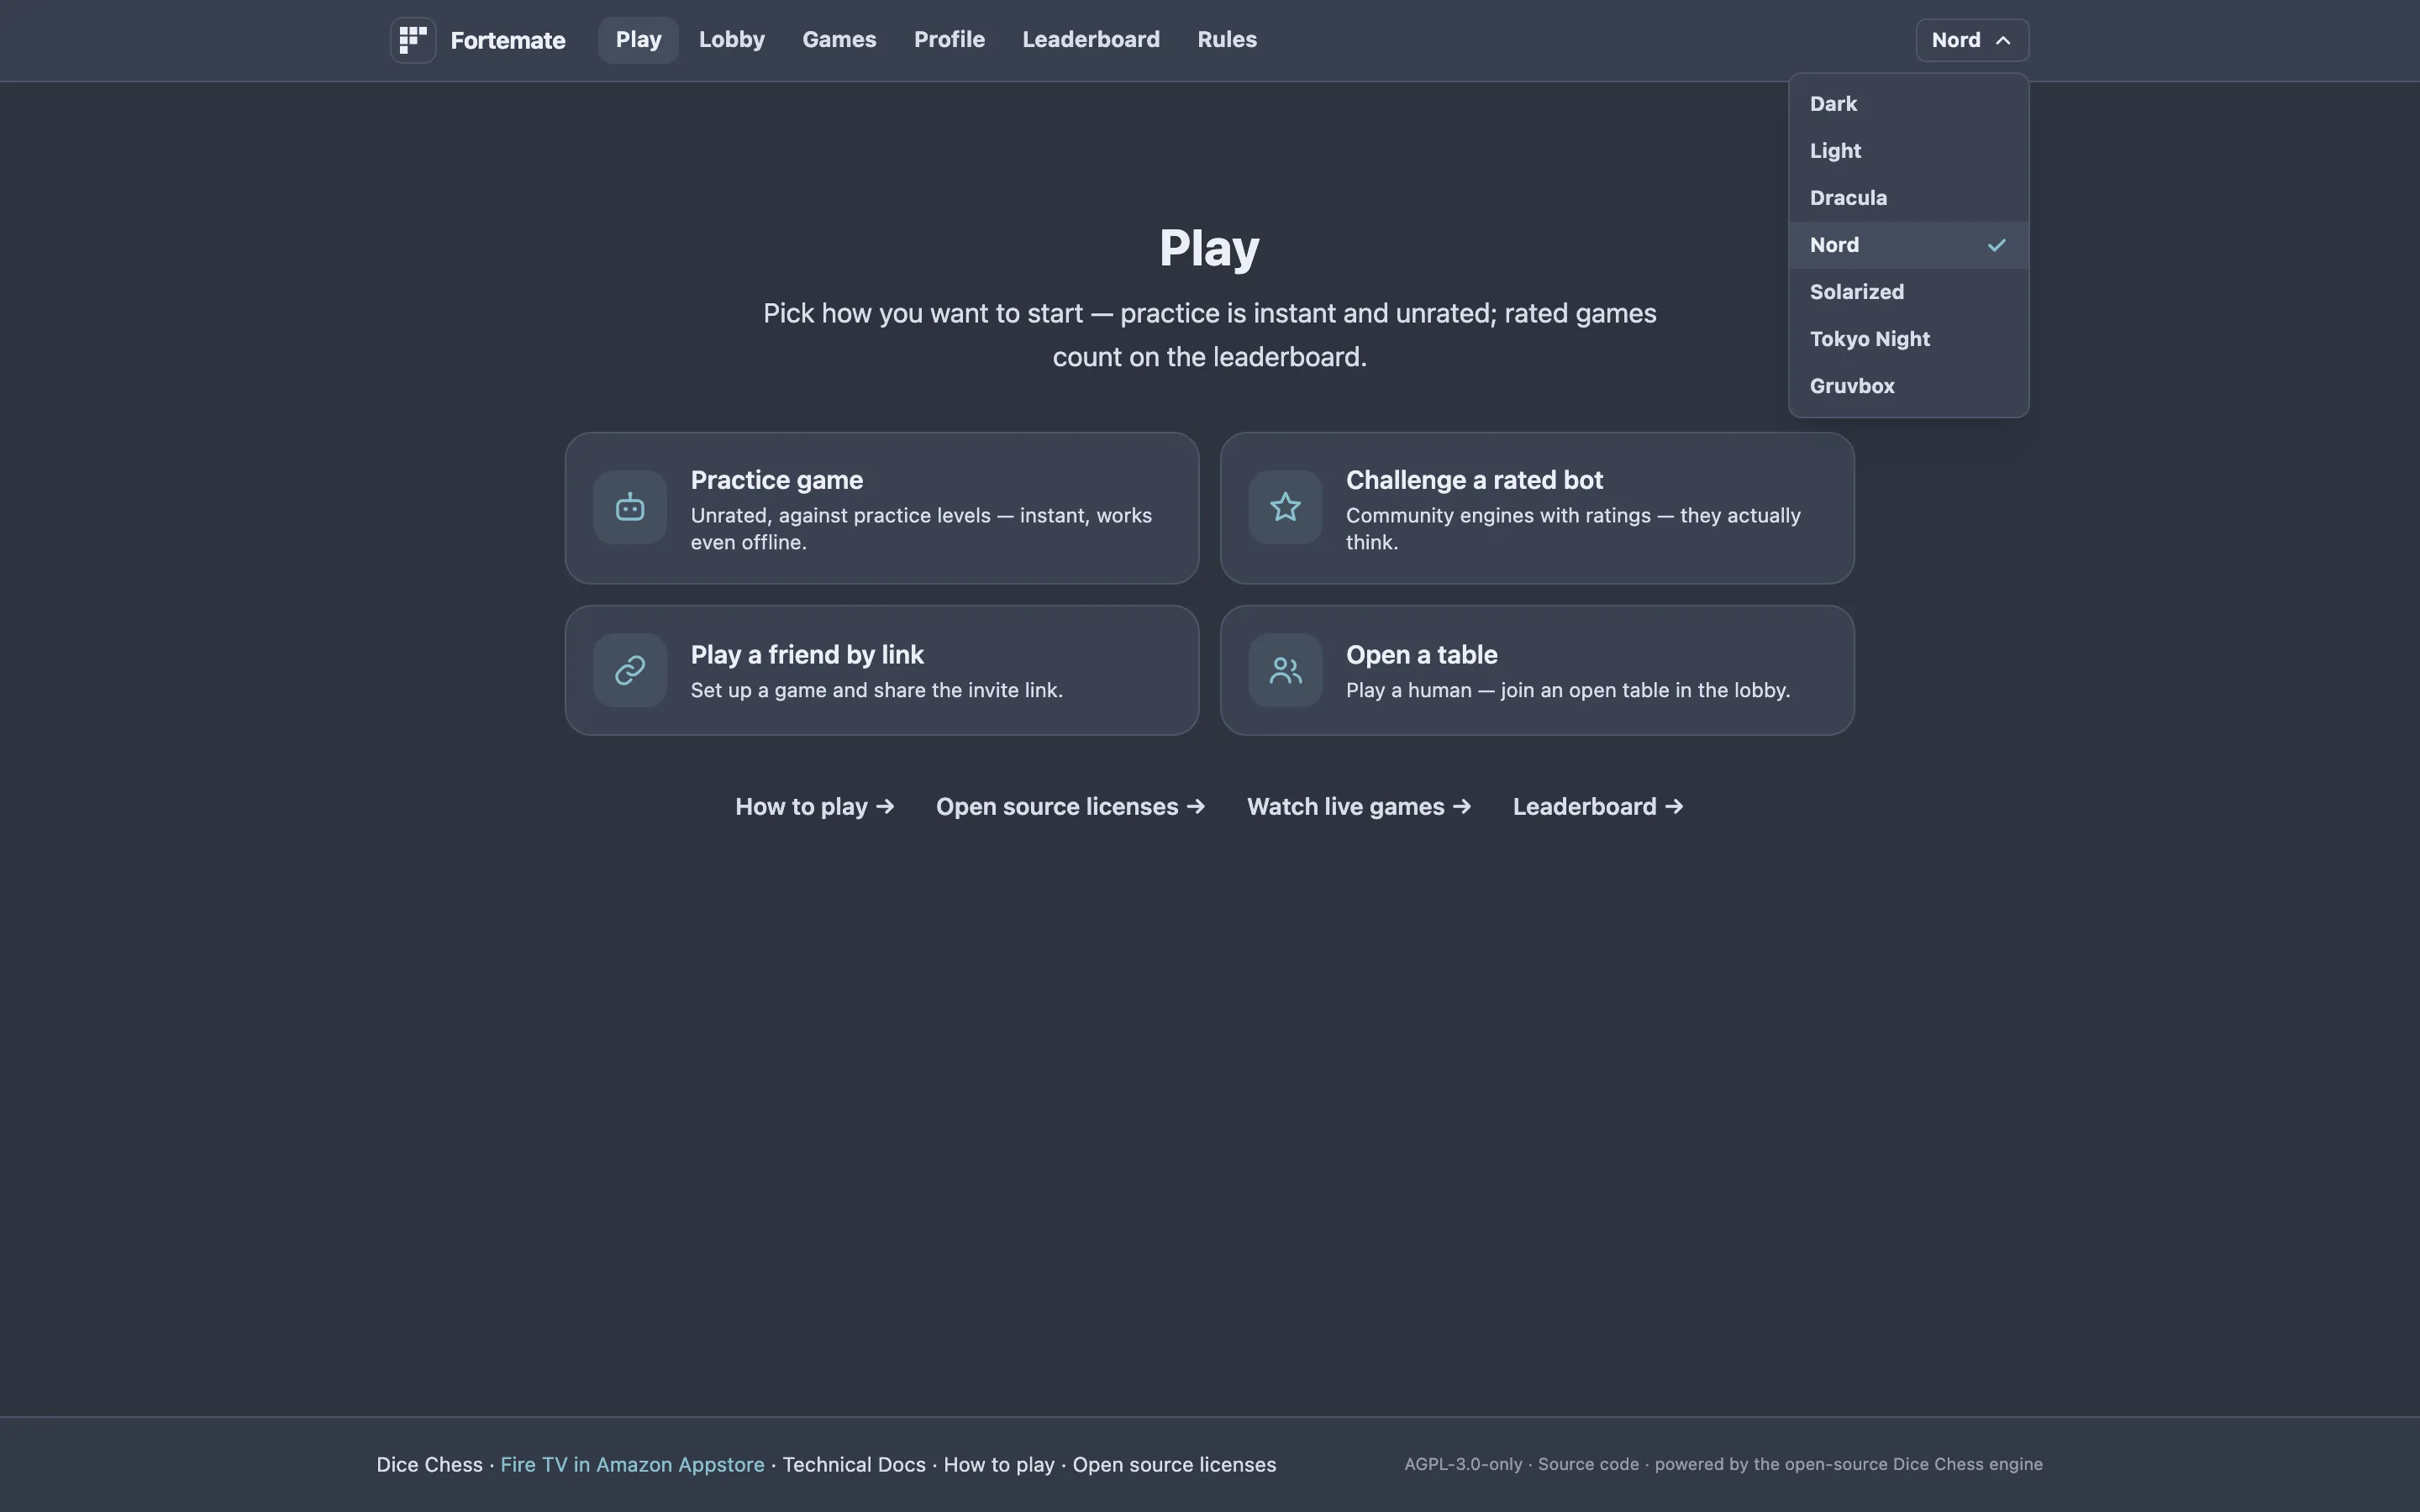 Fortemate
Play
Lobby
Games
Profile
Leaderboard
Rules
Nord
Dark
Light
Dracula
Nord
Solarized
Tokyo Night
Gruvbox
Play
Pick how you want to start — practice is instant and unrated; rated games
count on the leaderboard.
Practice game
Unrated, against practice levels — instant, works
even offline.
Challenge a rated bot
Community engines with ratings — they actually
think.
Play a friend by link
Set up a game and share the invite link.
Open a table
Play a human — join an open table in the lobby.
How to play →
Open source licenses →
Watch live games →
Leaderboard →
Dice Chess · Fire TV in Amazon Appstore · Technical Docs · How to play · Open source licenses
AGPL-3.0-only · Source code · powered by the open-source Dice Chess engine